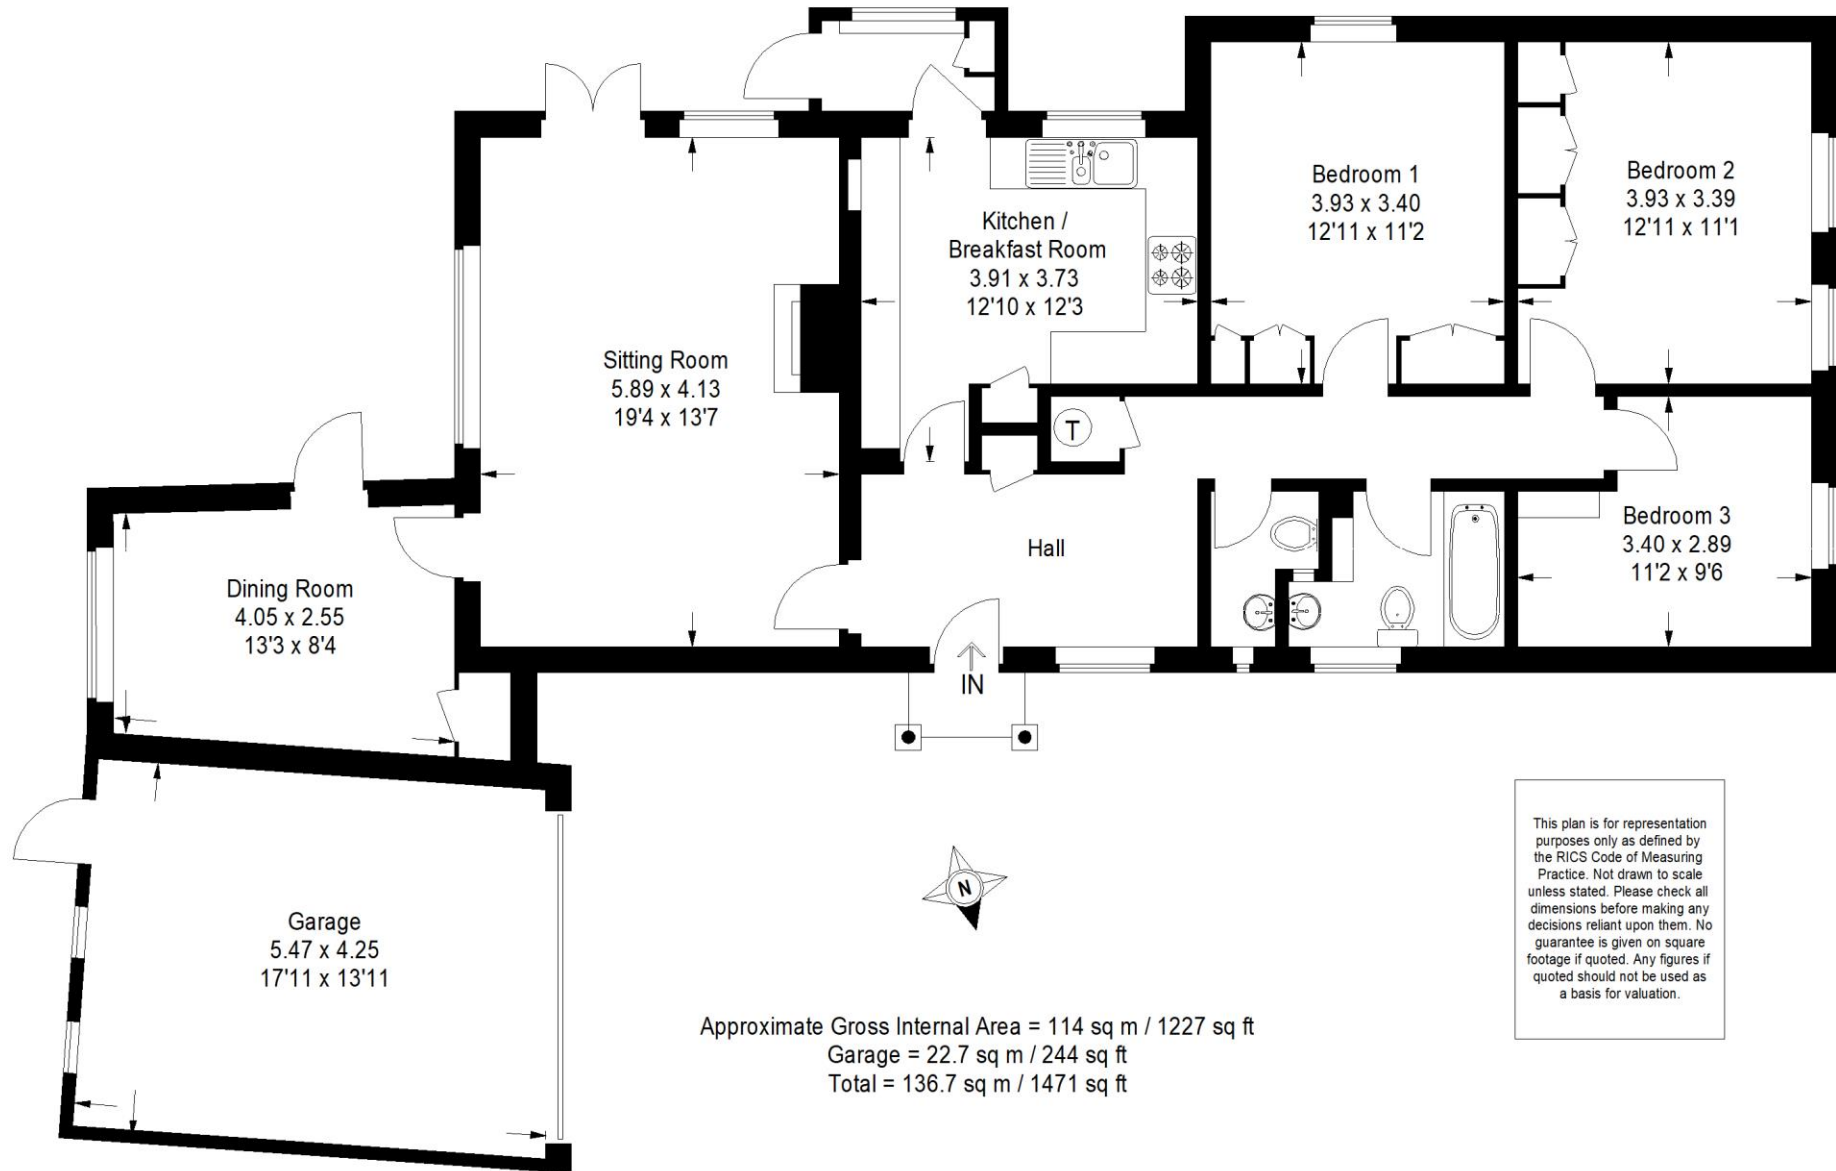 Bedroom 1
3.93 x 3.40
12'11 x 11'2
Bedroom 2
3.93 x 3.39
12'11 x 11'1
Kitchen /
Breakfast Room
3.91 x 3.73
12'10 x 12'3
Sitting Room
5.89 x 4.13
19'4 x 13'7
T
Hall
Bedroom 3
3.40 x 2.89
11'2 x 9'6
Dining Room
4.05 x 2.55
13'3 x 8'4
IN
Garage
5.47 x 4.25
17'11 x 13'11
N
This plan is for representation
purposes only as defined by
the RICS Code of Measuring
Practice. Not drawn to scale
unless stated. Please check all
dimensions before making any
decisions reliant upon them. No
guarantee is given on square
footage if quoted. Any figures if
quoted should not be used as
a basis for valuation.
Approximate Gross Internal Area = 114 sq m / 1227 sq ft
Garage = 22.7 sq m / 244 sq ft
Total = 136.7 sq m / 1471 sq ft